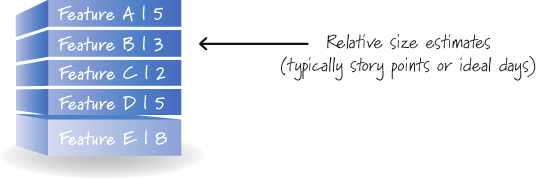 Feature A | 5
Feature B | 3
Feature C | 2
Feature D | 5
Feature E | 8
Relative size estimates
(typically story points or ideal days)